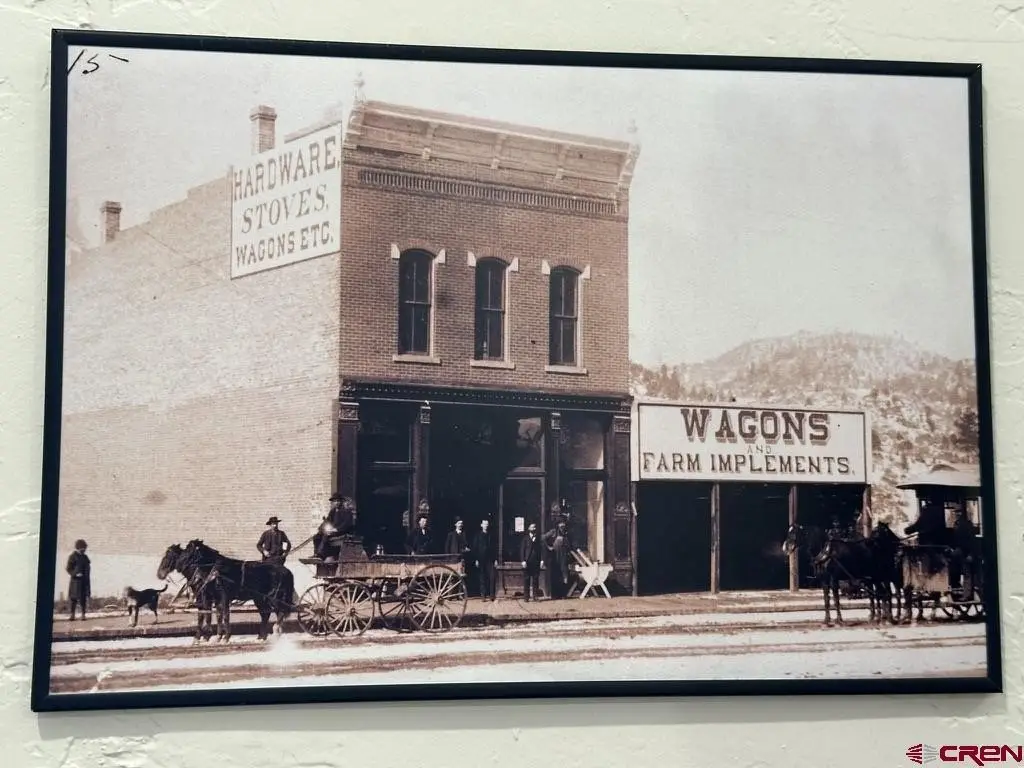 15-
HARDWARE,
STOVES,
WAGONS ETC.
WAGONS
AND
FARM IMPLEMENTS.
CREN